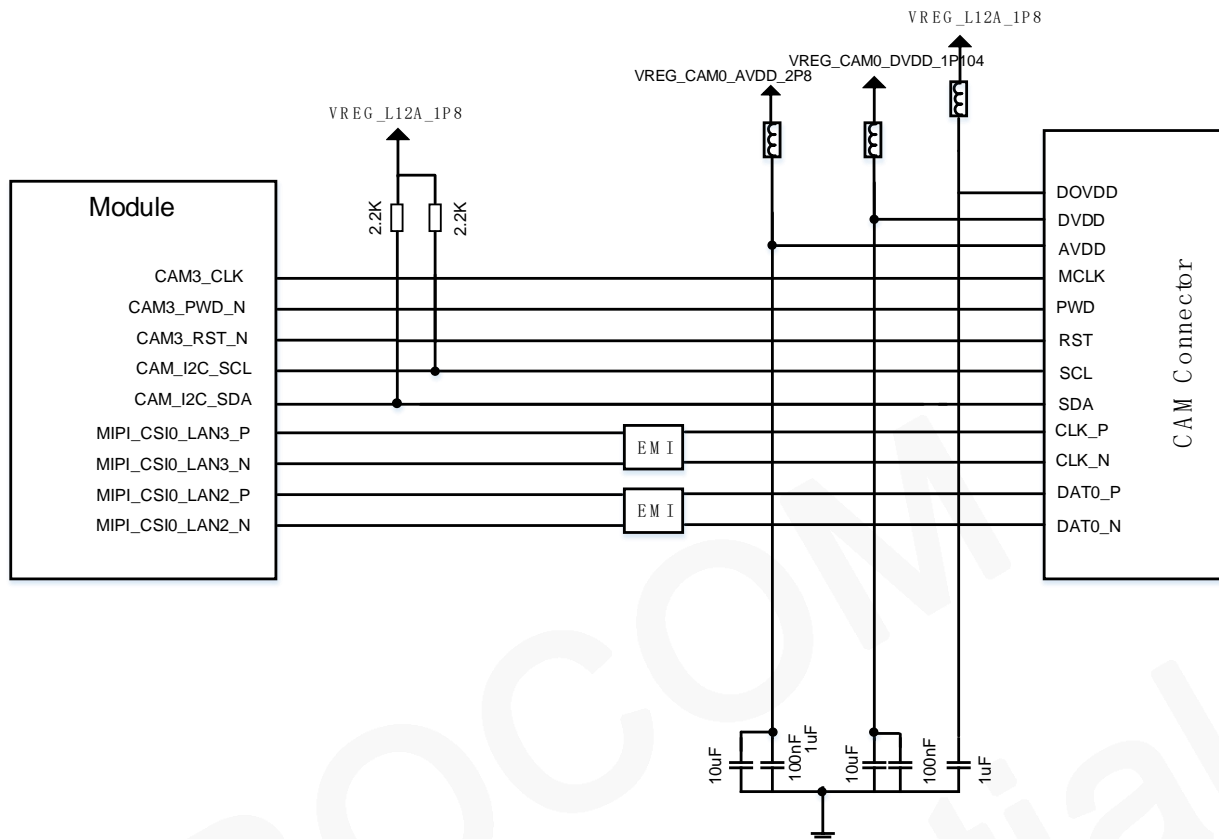 VREG_L12A_1P8
VREG_CAM0_DVDD_1P104
VREG_CAM0_AVDD_2P8
VREG_L12A_1P8
2.2K
2.2K
Module
CAM3_CLK
CAM3_PWD_N
CAM3_RST_N
CAM_I2C_SCL
CAM_I2C_SDA
MIPI_CSI0_LAN3_P
MIPI_CSI0_LAN3_N
MIPI_CSI0_LAN2_P
MIPI_CSI0_LAN2_N
EMI
EMI
DOVDD
DVDD
AVDD
MCLK
PWD
RST
SCL
SDA
CLK_P
CLK_N
DAT0_P
DAT0_N
CAM Connector
10uF
100nF
1uF
10uF
100nF
1uF